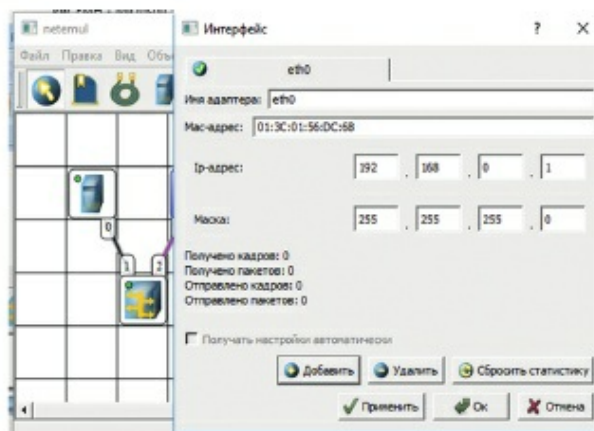 netemul
Файл Правка Вид
0
1 2
Интерфейс ? ×
eth0
Имя адаптера: eth0
Mac-адрес: 01:3C:01:56:DC:68
Ip-адрес: 192 . 168 . 0 . 1
Маска: 255 . 255 . 255 . 0
Получено кадров: 0
Получено пакетов: 0
Отправлено кадров: 0
Отправлено пакетов: 0
Получать настройки автоматически
Добавить Удалить Сбросить статистику
Применить Ок Отмена